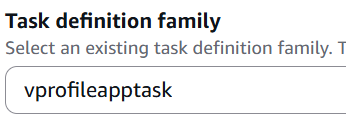 Task definition family
Select an existing task definition family. T
vprofileapptask